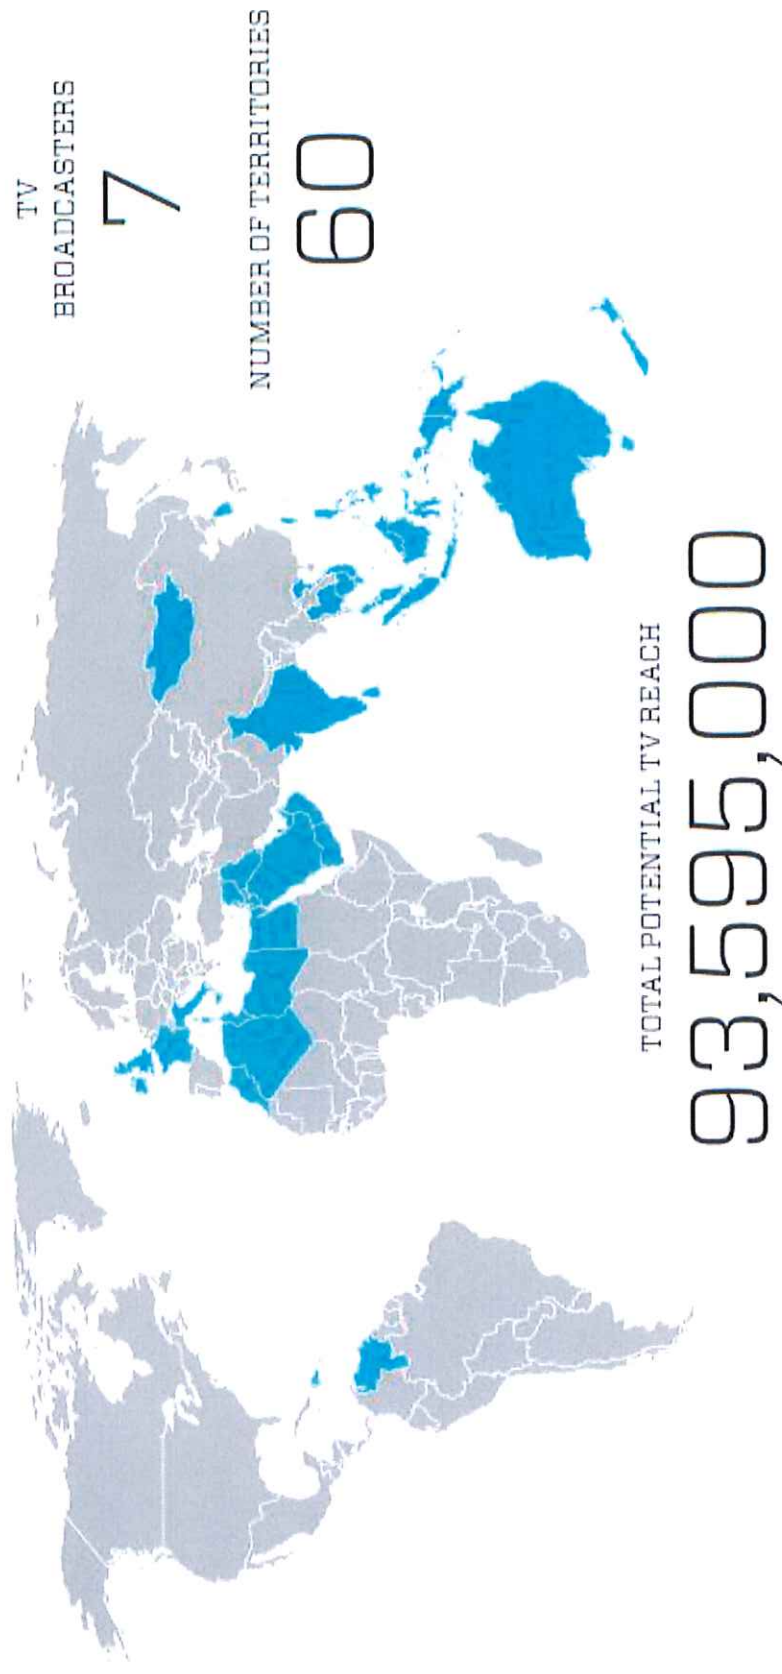 TV
BROADCASTERS
7
NUMBER OF TERRITORIES
60
TOTAL POTENTIAL TV REACH
93,595,000